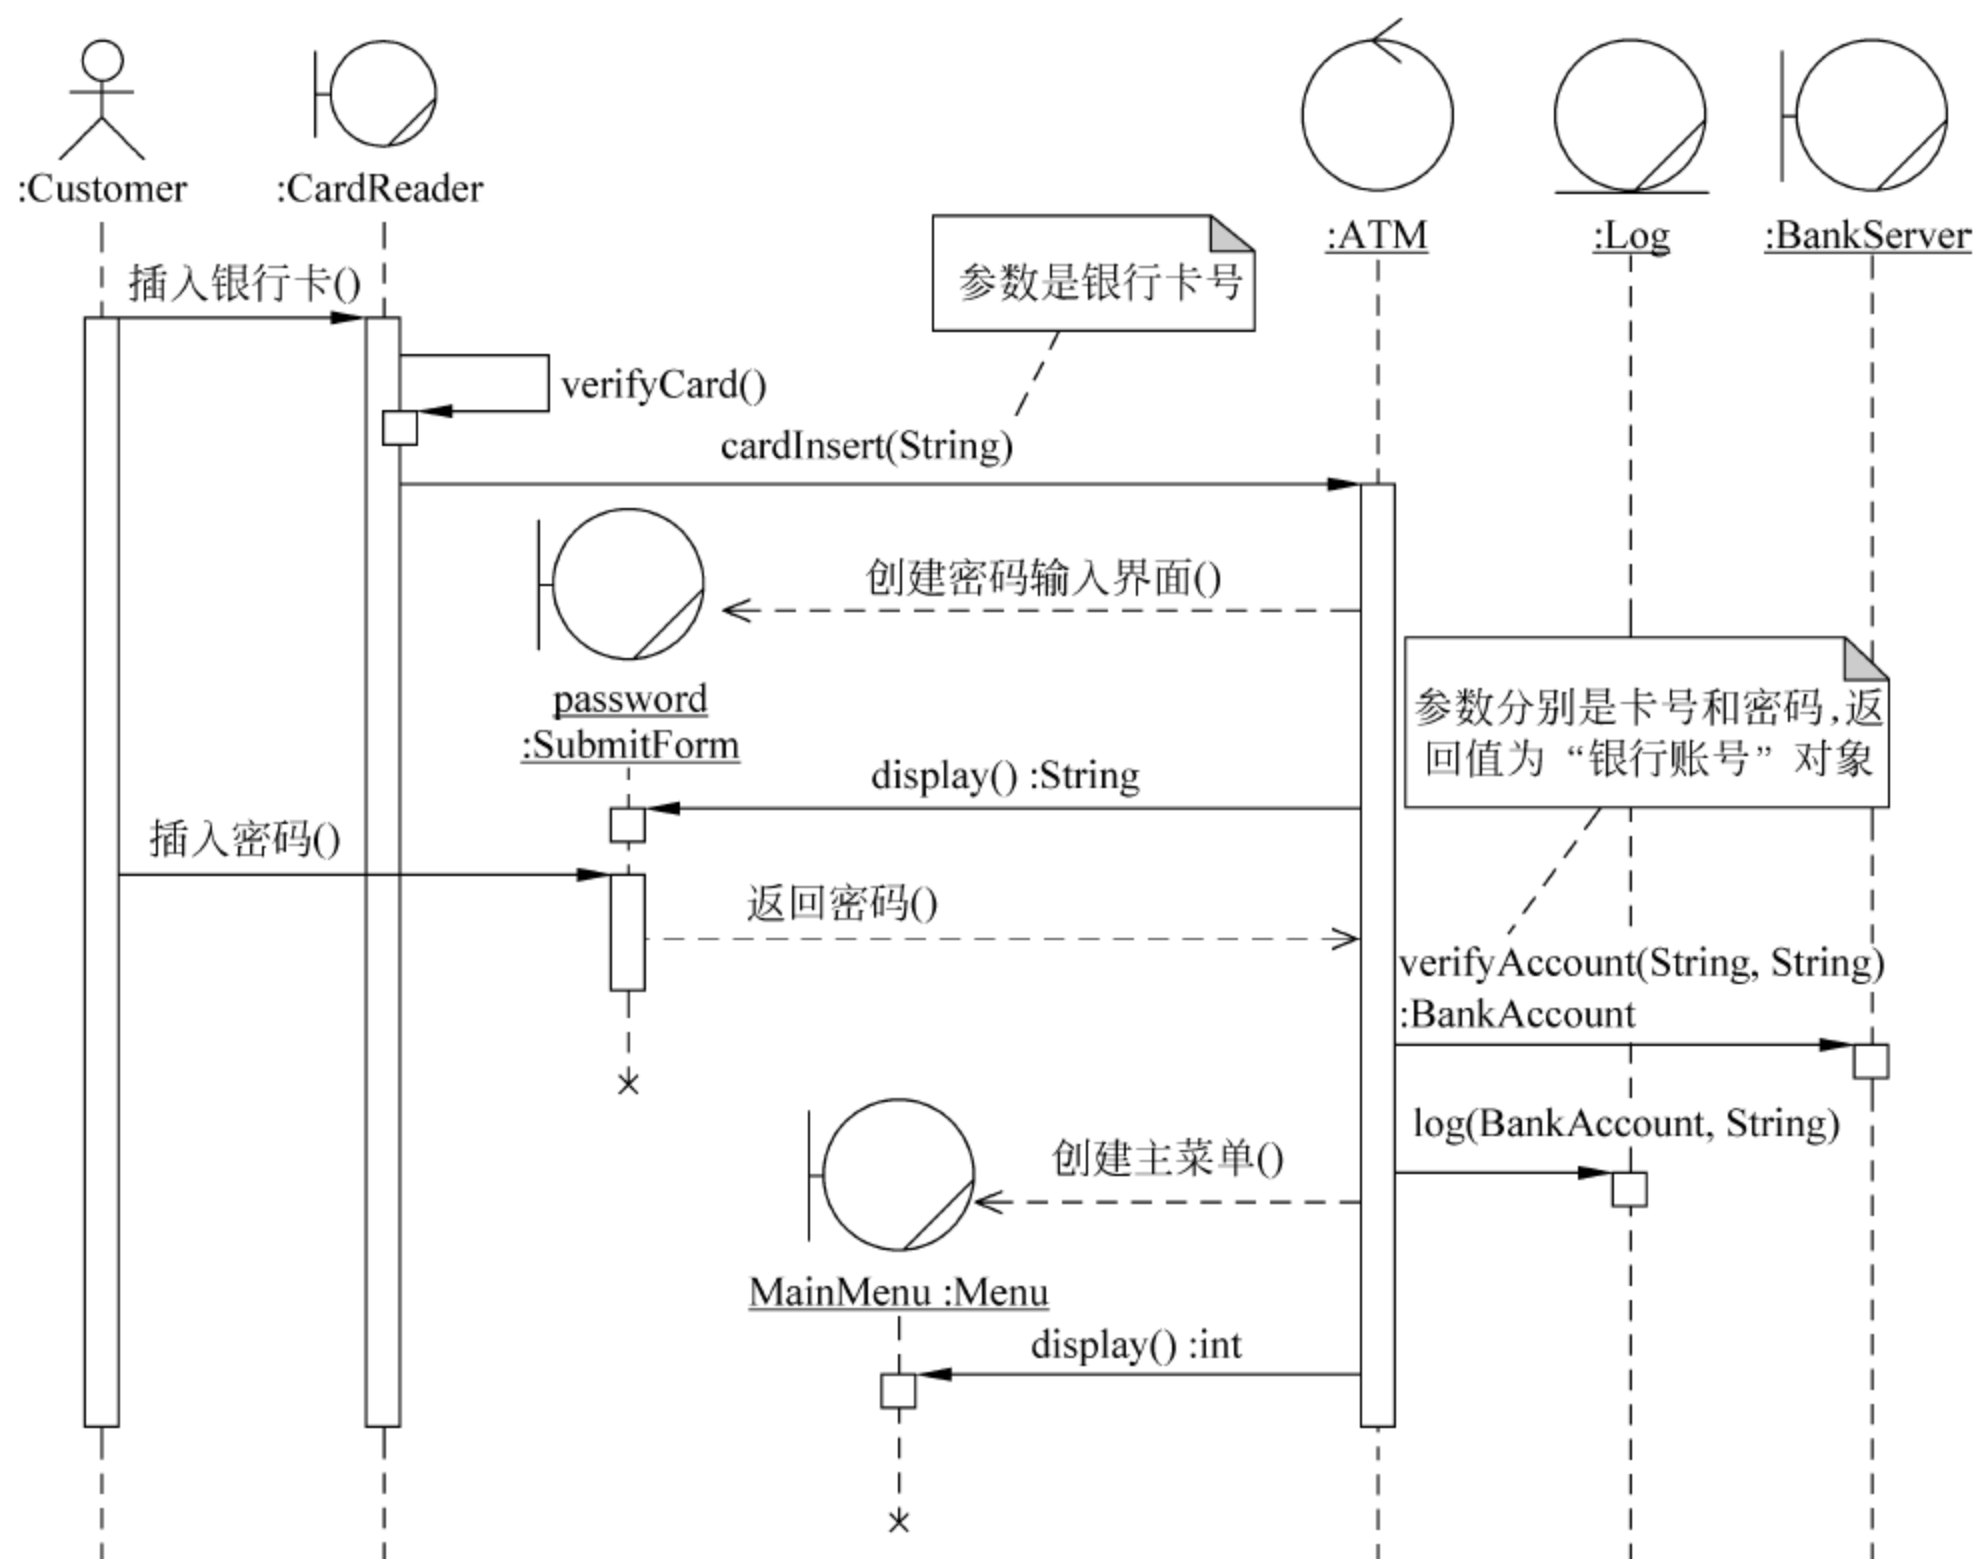 :Customer
:CardReader
:ATM
:Log
:BankServer
插入银行卡()
参数是银行卡号
verifyCard()
cardInsert(String)
创建密码输入界面()
password
:SubmitForm
参数分别是卡号和密码,返
回值为“银行账号”对象
display() :String
插入密码()
返回密码()
verifyAccount(String, String)
:BankAccount
log(BankAccount, String)
创建主菜单()
MainMenu :Menu
display() :int